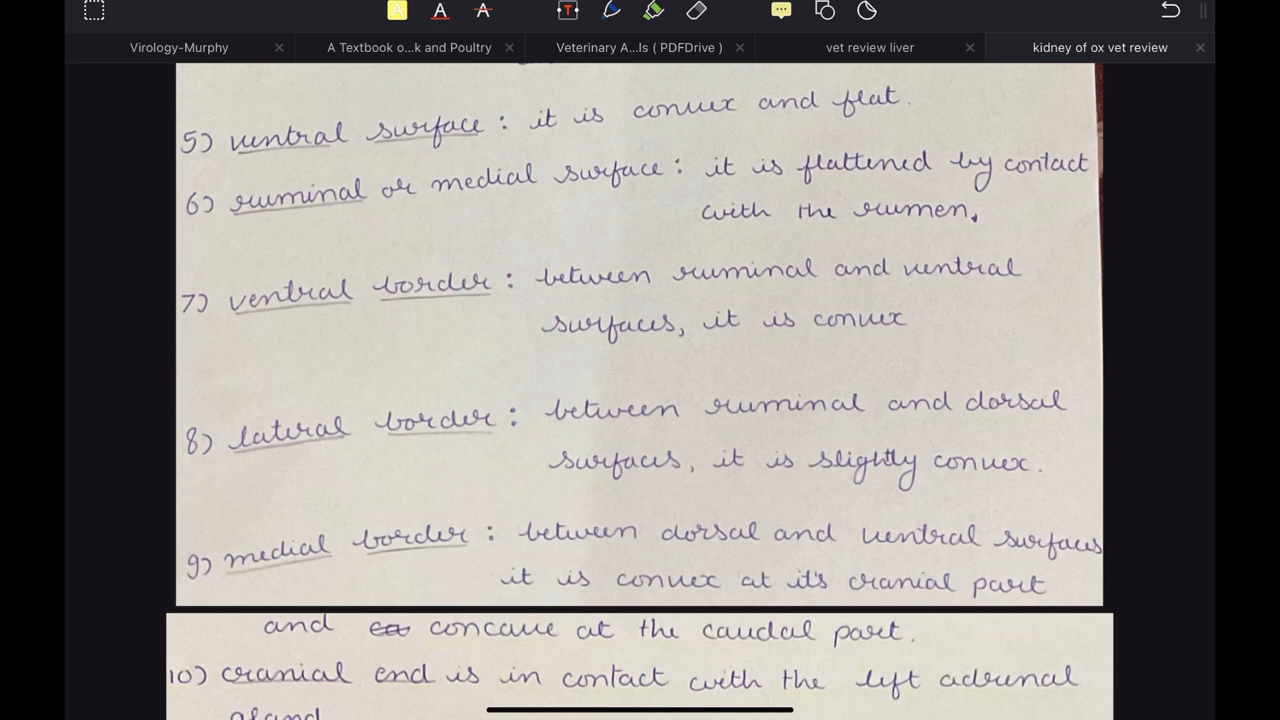 Virology-Murphy
A Textbook o...k and Poultry
Veterinary A...ls ( PDFDrive )
vet review liver
kidney of ox vet review
5) ventral surface : it is convex and flat.
6) ruminal or medial surface : it is flattened by contact
with the rumen.
7) ventral border : between ruminal and ventral
surfaces, it is convex
8) lateral border : between ruminal and dorsal
surfaces, it is slightly convex.
9) medial border : between dorsal and ventral surfaces
it is convex at it's cranial part
and concave at the caudal part.
10) cranial end is in contact with the left adrenal
gland